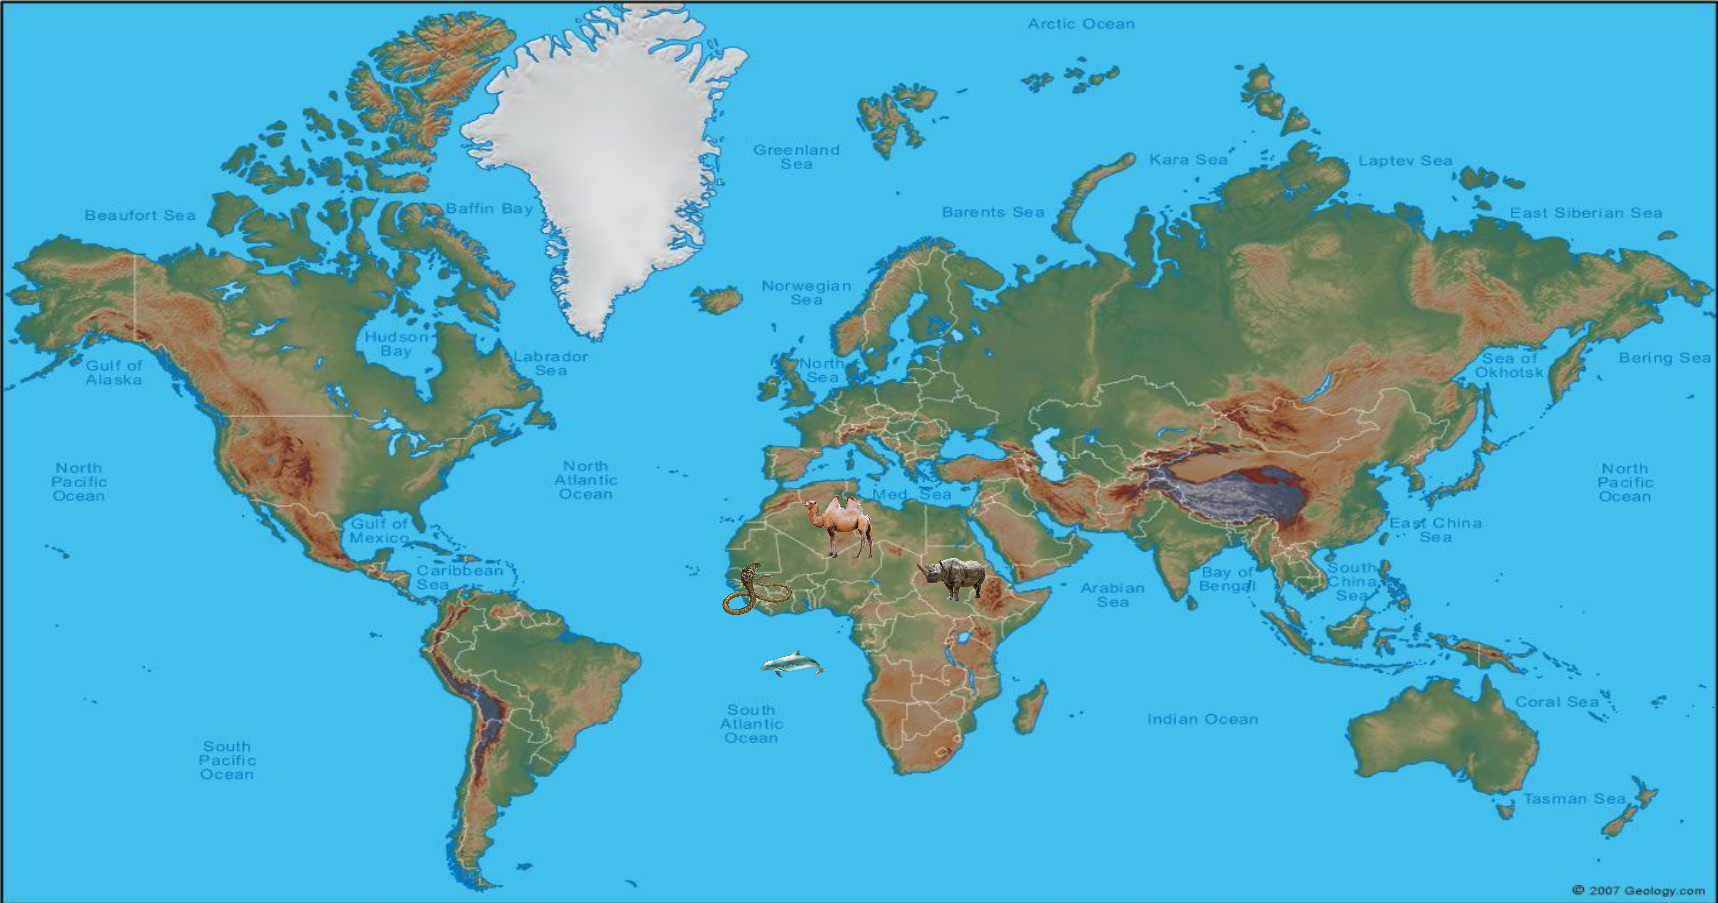 Arctic Ocean
Greenland
Sea
Kara Sea
Laptev Sea
Beaufort Sea
Baffin Bay
Barents Sea
East Siberian Sea
Norwegian
Sea
Hudson
Bay
Gulf of
Alaska
Labrador
Sea
North
Sea
Sea of
Okhotsk
Bering Sea
North
Pacific
Ocean
North
Atlantic
Ocean
Med Sea
North
Pacific
Ocean
Gulf of
Mexico
East China
Sea
Caribbean
Sea
Arabian
Sea
Bay of
Bengal
South
China
Sea
South
Atlantic
Ocean
Indian Ocean
Coral Sea
South
Pacific
Ocean
Tasman Sea
© 2007 Geology.com